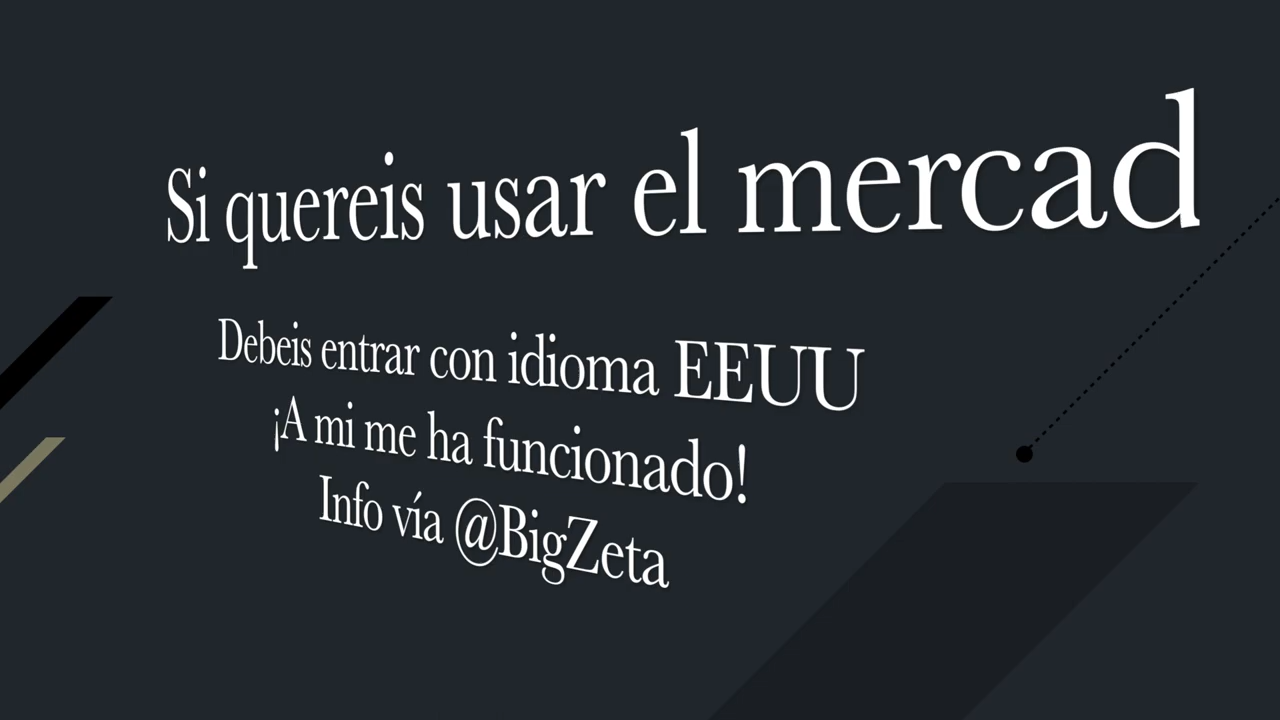 Si quereis usar el mercad
Debeis entrar con idioma EEUU
¡A mi me ha funcionado!
Info vía @BigZeta